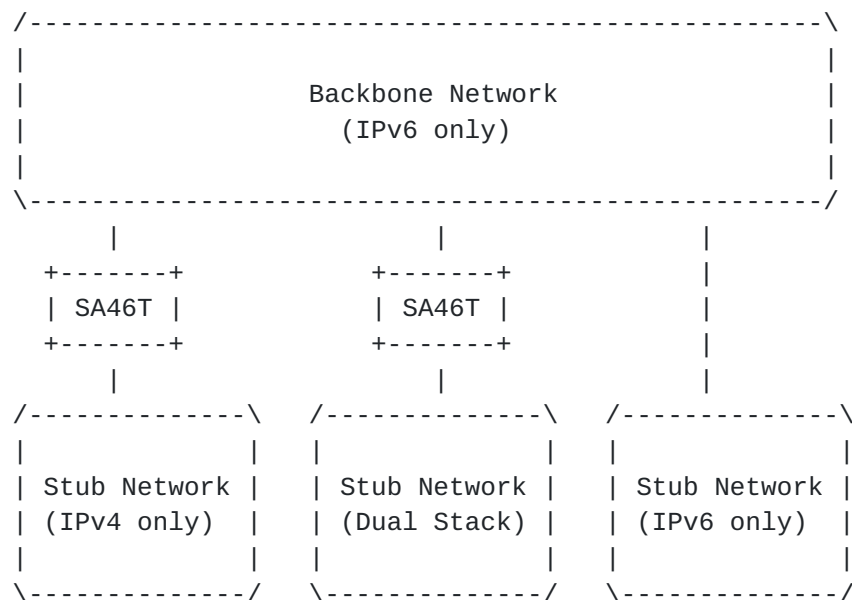 Backbone Network
(IPv6 only)
SA46T SA46T
Stub Network Stub Network Stub Network
(IPv4 only) (Dual Stack) (IPv6 only)